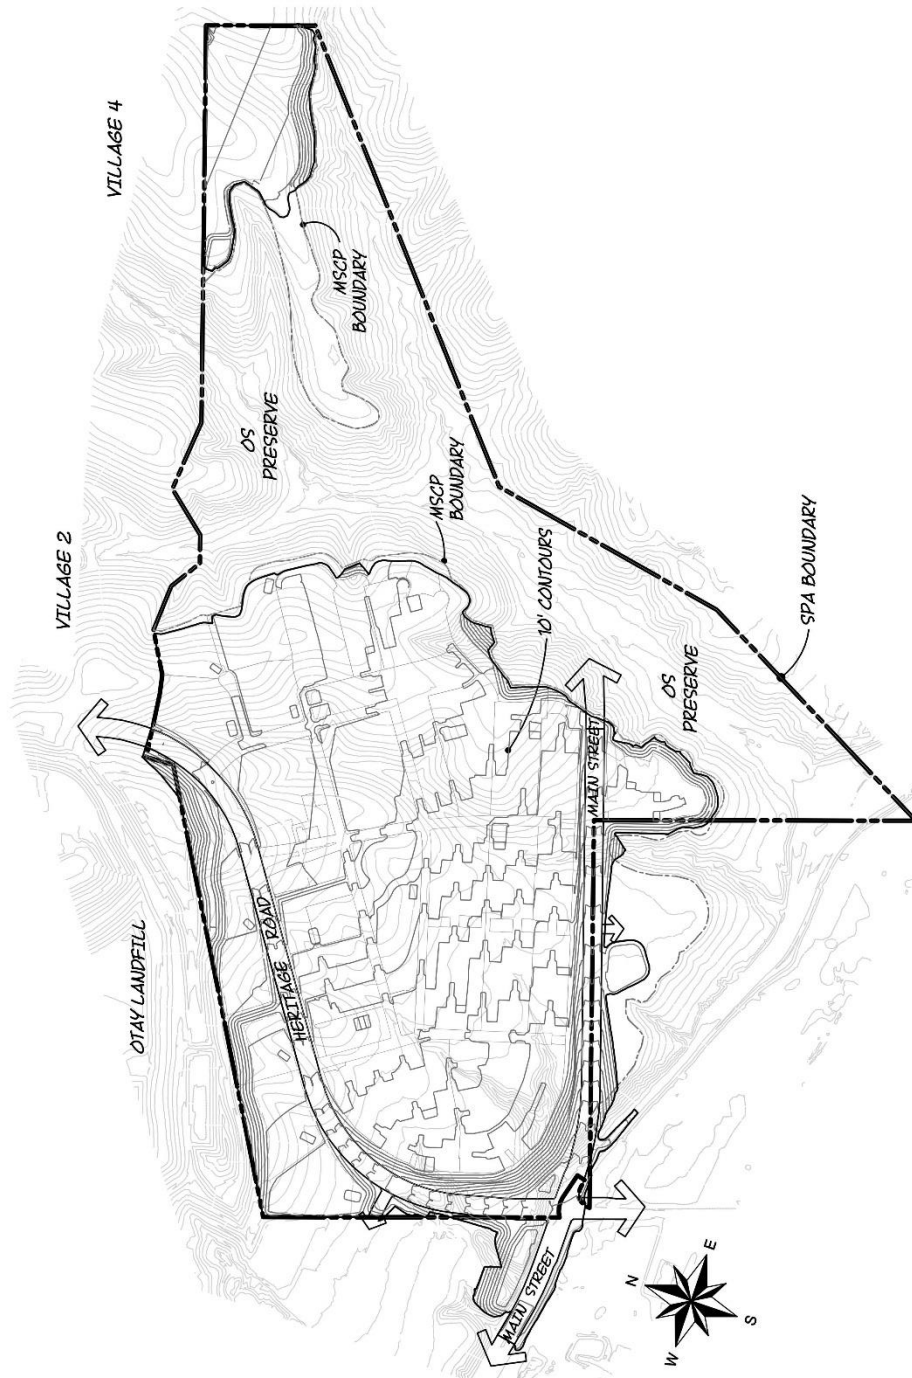 VILLAGE 4
MSCP
BOUNDARY
OS
PRESERVE
VILLAGE 2
MSCP
BOUNDARY
10' CONTOURS
SPA BOUNDARY
OS
PRESERVE
MAIN STREET
OTAY LANDFILL
HERITAGE ROAD
MAIN STREET
N
E
S
W